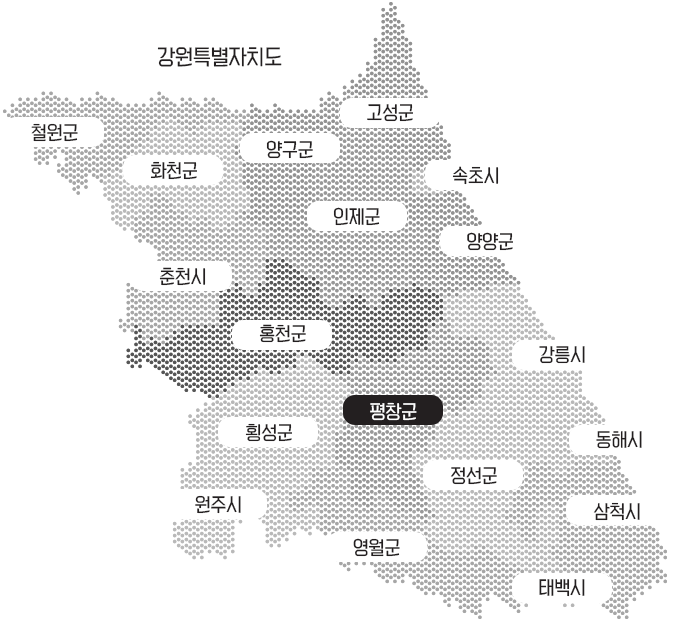 강원특별자치도
고성군
철원군
양구군
화천군
속초시
인제군
양양군
춘천시
홍천군
강릉시
평창군
횡성군
동해시
정선군
원주시
삼척시
영월군
태백시